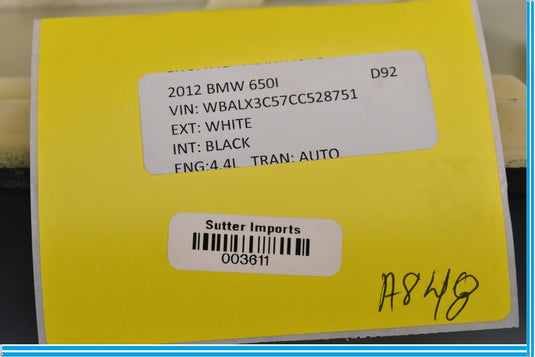 2012 BMW 650I D92
VIN: WBALX3C57CC528751
EXT: WHITE
INT: BLACK
ENG:4.4L TRAN: AUTO
Sutter Imports
003611
A848